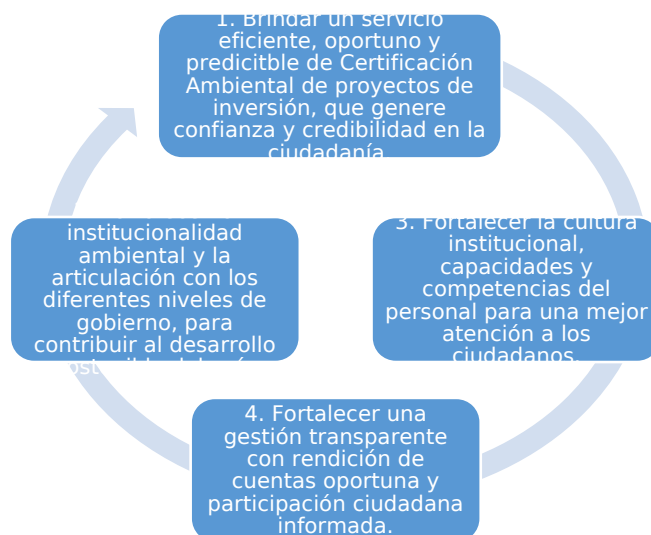 1. Brindar un servicio
eficiente, oportuno y
predicitble de Certificación
Ambiental de proyectos de
inversión, que genere
confianza y credibilidad en la
ciudadanía
3. Fortalecer la cultura
institucional,
capacidades y
competencias del
personal para una mejor
atención a los
ciudadanos.
4. Fortalecer una
gestión transparente
con rendición de
cuentas oportuna y
participación ciudadana
informada.
institucionalidad
ambiental y la
articulación con los
diferentes niveles de
gobierno, para
contribuir al desarrollo